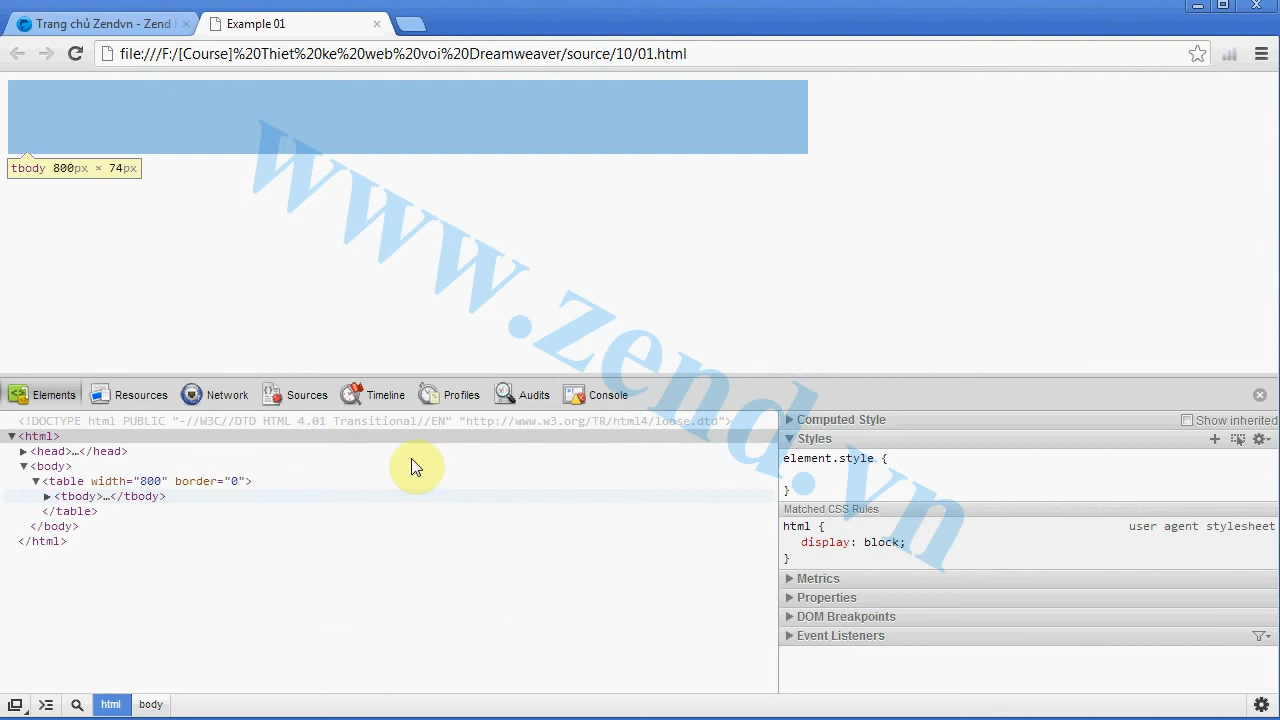 Trang chủ Zendvn - Zend
Example 01
file:///F:/[Course]%20Thiet%20ke%20web%20voi%20Dreamweaver/source/10/01.html
tbody 800px × 74px
www.zend.vn
Elements Resources Network Sources Timeline Profiles Audits Console
<!DOCTYPE html PUBLIC "-//W3C//DTD HTML 4.01 Transitional//EN" "http://www.w3.org/TR/html4/loose.dtd">
▼<html>
▶<head>…</head>
▼<body>
▼<table width="800" border="0">
▶<tbody>…</tbody>
</table>
</body>
</html>
Computed Style Show inherited
Styles
element.style {
}
Matched CSS Rules
html { user agent stylesheet
display: block;
}
Metrics
Properties
DOM Breakpoints
Event Listeners
html body